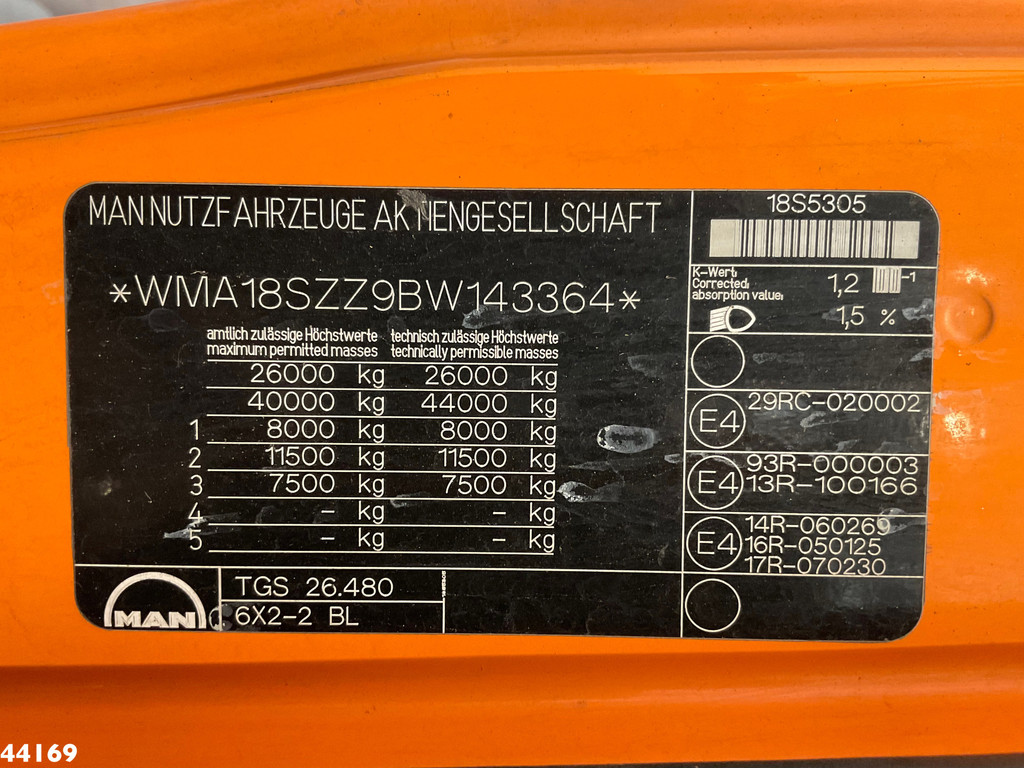 MAN NUTZFAHRZEUGE AKTIENGESELLSCHAFT
*WMA18SZZ9BW143364*
amtlich zulässige Höchstwerte technisch zulässige Höchstwerte
maximum permitted masses technically permissible masses
26000 kg 26000 kg
40000 kg 44000 kg
1 8000 kg 8000 kg
2 11500 kg 11500 kg
3 7500 kg 7500 kg
4 – kg – kg
5 – kg – kg
MAN
TGS 26.480
6X2-2 BL
18S5305
K-Wert:
Corrected: 1,2 -1
absorption value:
1,5 %
E4 29RC-020002
E4 93R-000003
13R-100166
E4 14R-060269
16R-050125
17R-070230
44169